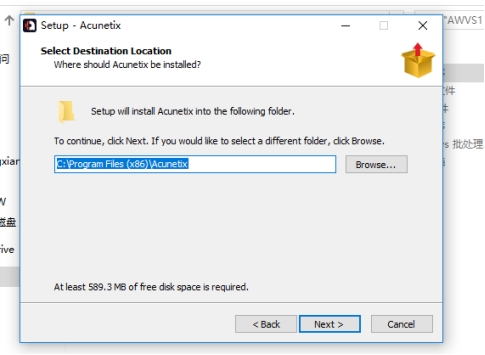 Setup - Acunetix
"AWVS1
Select Destination Location
Where should Acunetix be installed?
问
Setup will install Acunetix into the following folder.
件
To continue, click Next. If you would like to select a different folder, click Browse.
s 批处理
C:\Program Files (x86)\Acunetix
Browse...
xiar
W
磁盘
ive
At least 589.3 MB of free disk space is required.
< Back
Next >
Cancel